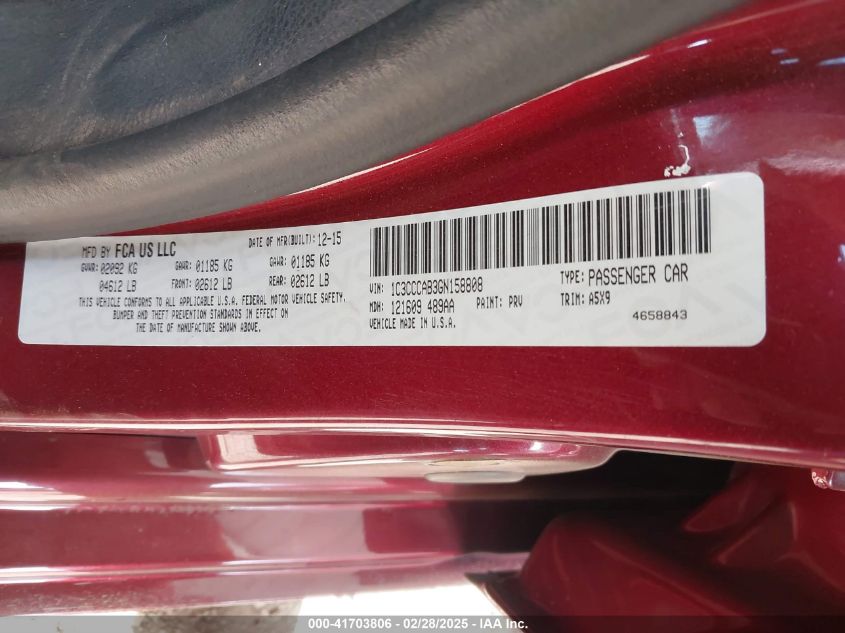 MFD BY FCA US LLC DATE OF MFR(BUILT): 12-15
GVWR: 02092 KG GAWR: 01185 KG GAWR: 01185 KG
04612 LB FRONT: 02612 LB REAR: 02612 LB
THIS VEHICLE CONFORMS TO ALL APPLICABLE U.S.A. FEDERAL MOTOR VEHICLE SAFETY,
BUMPER AND THEFT PREVENTION STANDARDS IN EFFECT ON
THE DATE OF MANUFACTURE SHOWN ABOVE.
VIN: 1C3CCCAB3GN158808 TYPE: PASSENGER CAR
MDH: 121609 489AA PAINT: PRV TRIM: A5X9
VEHICLE MADE IN U.S.A. 4658843
000-41703806 / 02/28/2025 - IAA Inc.